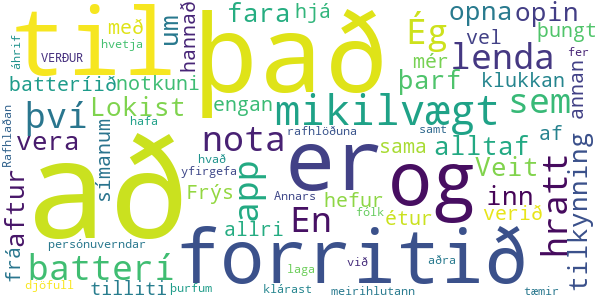 til
það
að
er
og
forritið
mikilvægt
lenda
hratt
sem
því
nota
batterí
app
Ég
En
inn
aftur
vera
alltaf
þarf
opna
opin
fara
hjá
um
með
hannað
mér
vel
klukkan
þungt
annan
batteríið
notkuni
Lokist
engan
símanum
Veit
sama
af
tilkynning
hefur
verið
étur
Frýs
allri
tilliti
frá
áhrif
VERÐUR
hvetja
hafa
Rafhlaðan
rafhlöðuna
hvað
yfirgefa
samt
fer
Annars
fólk
við
aðra
persónuverndar
djöfull
þurfum
klárast
laga
meirihlutann
tæmir